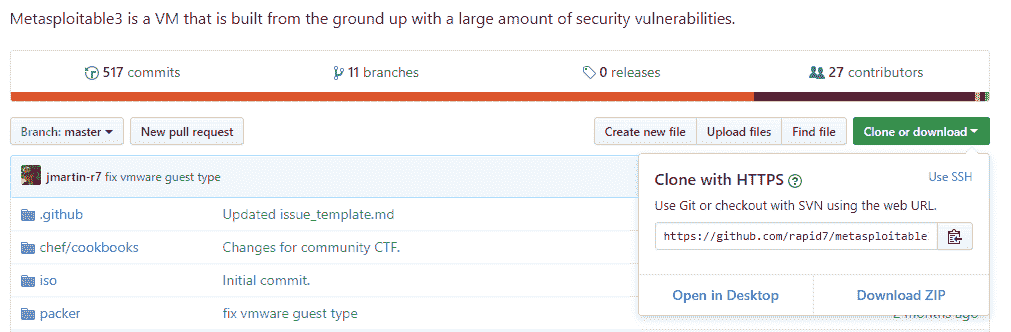 Metasploitable3 is a VM that is built from the ground up with a large amount of security vulnerabilities.
517 commits
11 branches
0 releases
27 contributors
Branch: master
New pull request
Create new file
Upload files
Find file
Clone or download
jmartin-r7 fix vmware guest type
Clone with HTTPS ?
Use SSH
Use Git or checkout with SVN using the web URL.
https://github.com/rapid7/metasploitable
Open in Desktop
Download ZIP
.github
Updated issue_template.md
chef/cookbooks
Changes for community CTF.
iso
Initial commit.
packer
fix vmware guest type
2 months ago